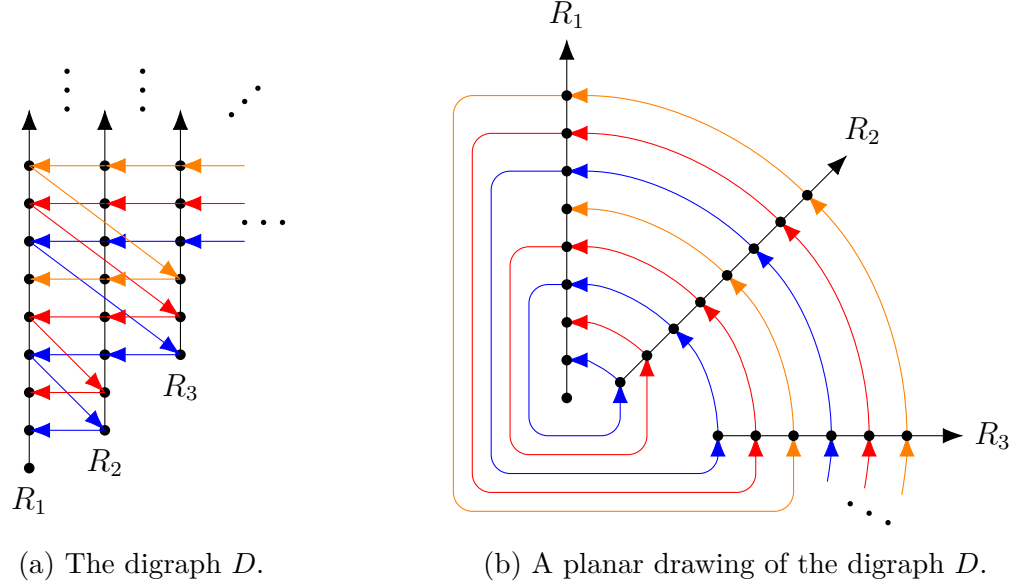 R₁
R₂
R₃
R₁
R₂
R₃
(a) The digraph D.
(b) A planar drawing of the digraph D.